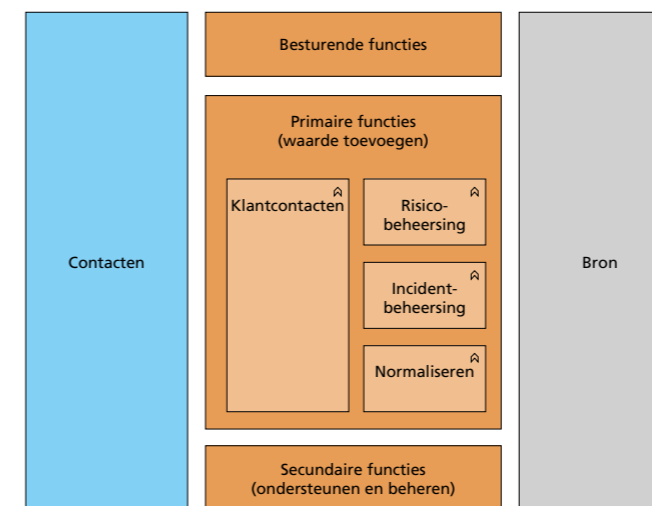 Besturende functies
Primaire functies
(waarde toevoegen)
Klantcontacten
Risico-
beheersing
Incident-
beheersing
Normaliseren
Contacten
Bron
Secundaire functies
(ondersteunen en beheren)